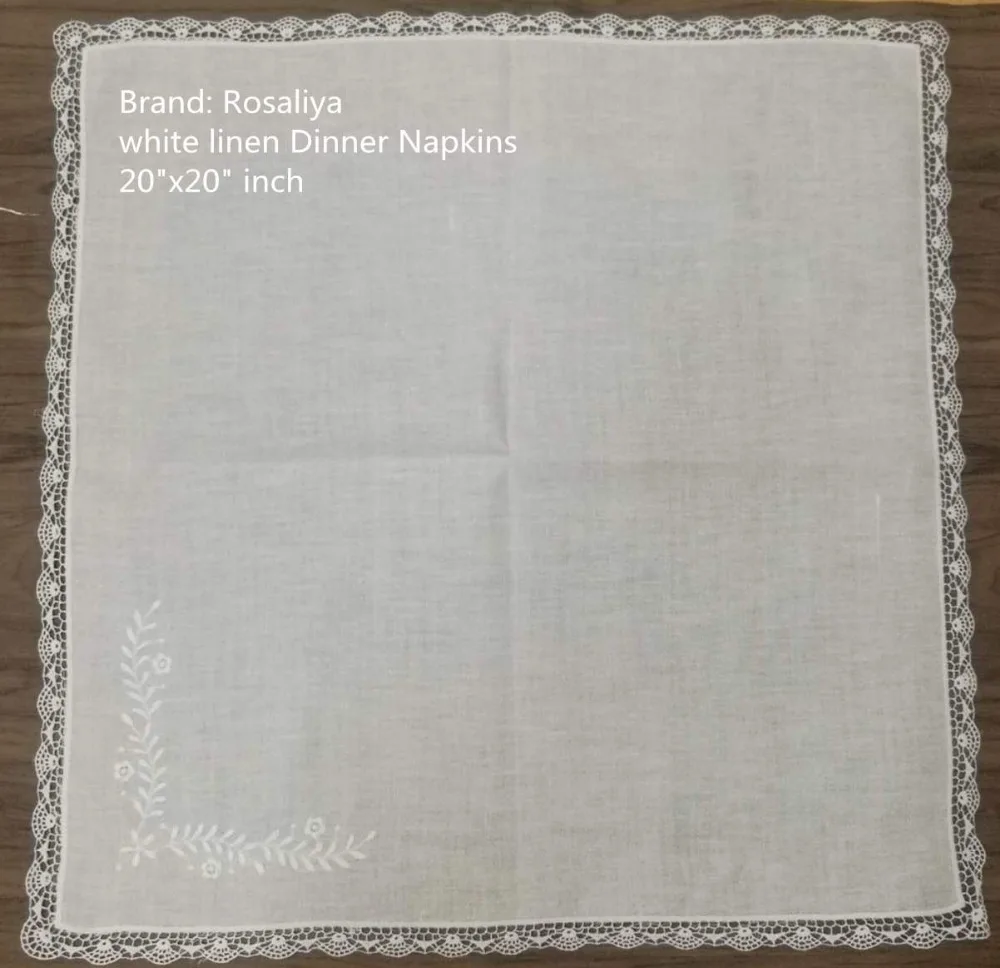 Brand: Rosaliya
white linen Dinner Napkins
20"x20" inch